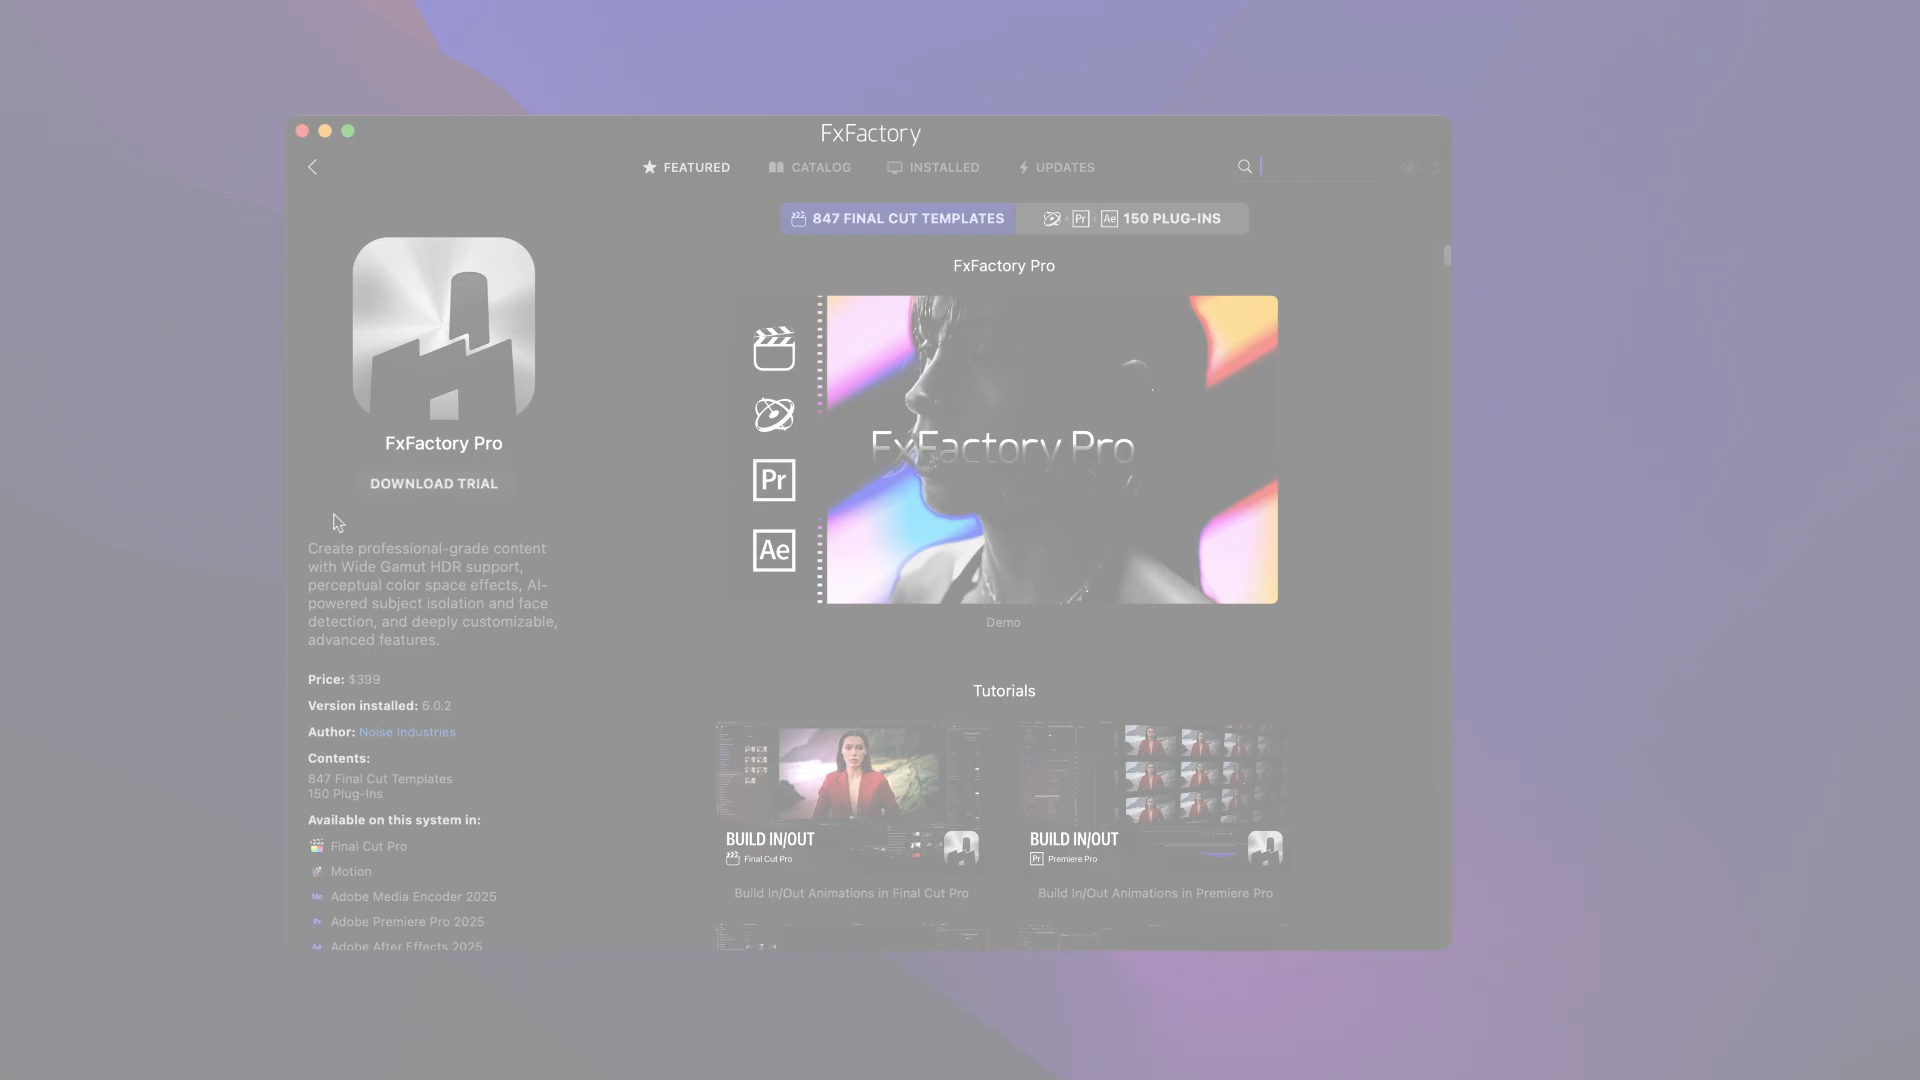 FxFactory
FEATURED
CATALOG
INSTALLED
UPDATES
847 FINAL CUT TEMPLATES
Pr
Ae
150 PLUG-INS
FxFactory Pro
DOWNLOAD TRIAL
Create professional-grade content
with Wide Gamut HDR support,
perceptual color space effects, AI-
powered subject isolation and face
detection, and deeply customizable,
advanced features.
Price: $399
Version installed: 6.0.2
Author: Noise Industries
Contents:
847 Final Cut Templates
150 Plug-Ins
Available on this system in:
Final Cut Pro
Motion
Me Adobe Media Encoder 2025
Pr Adobe Premiere Pro 2025
Ae Adobe After Effects 2025
FxFactory Pro
Pr
Ae
FxFactory Pro
Demo
Tutorials
BUILD IN/OUT
Final Cut Pro
Build In/Out Animations in Final Cut Pro
BUILD IN/OUT
Pr Premiere Pro
Build In/Out Animations in Premiere Pro